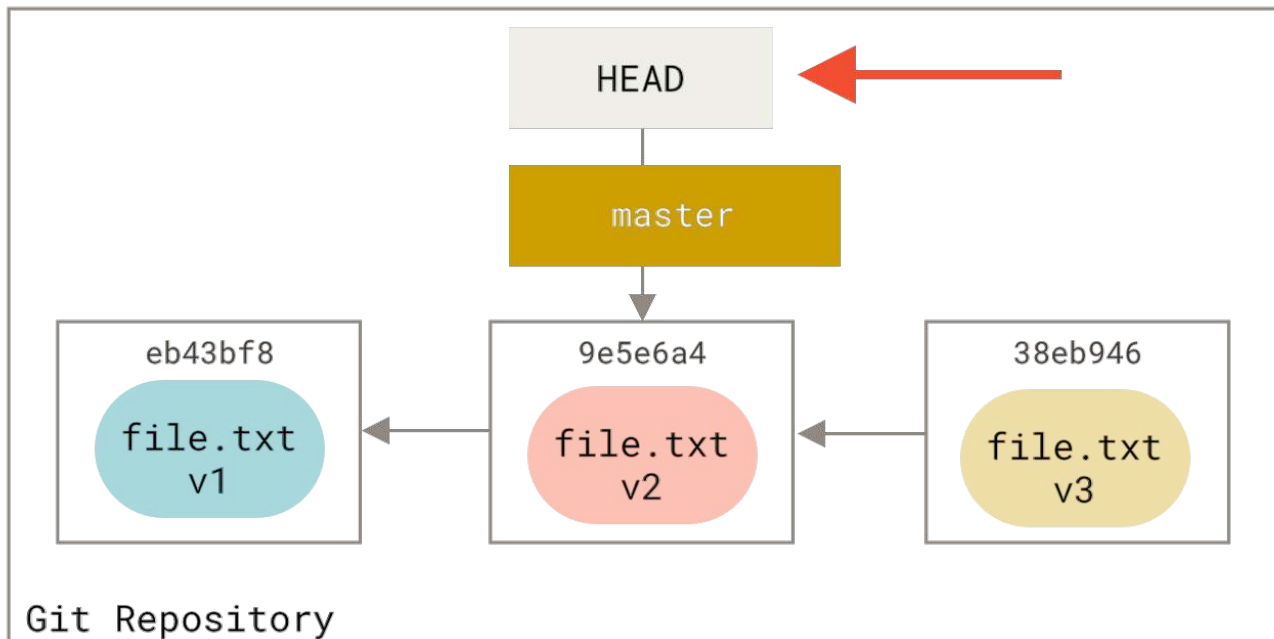 HEAD
master
eb43bf8
file.txt
v1
9e5e6a4
file.txt
v2
38eb946
file.txt
v3
Git Repository